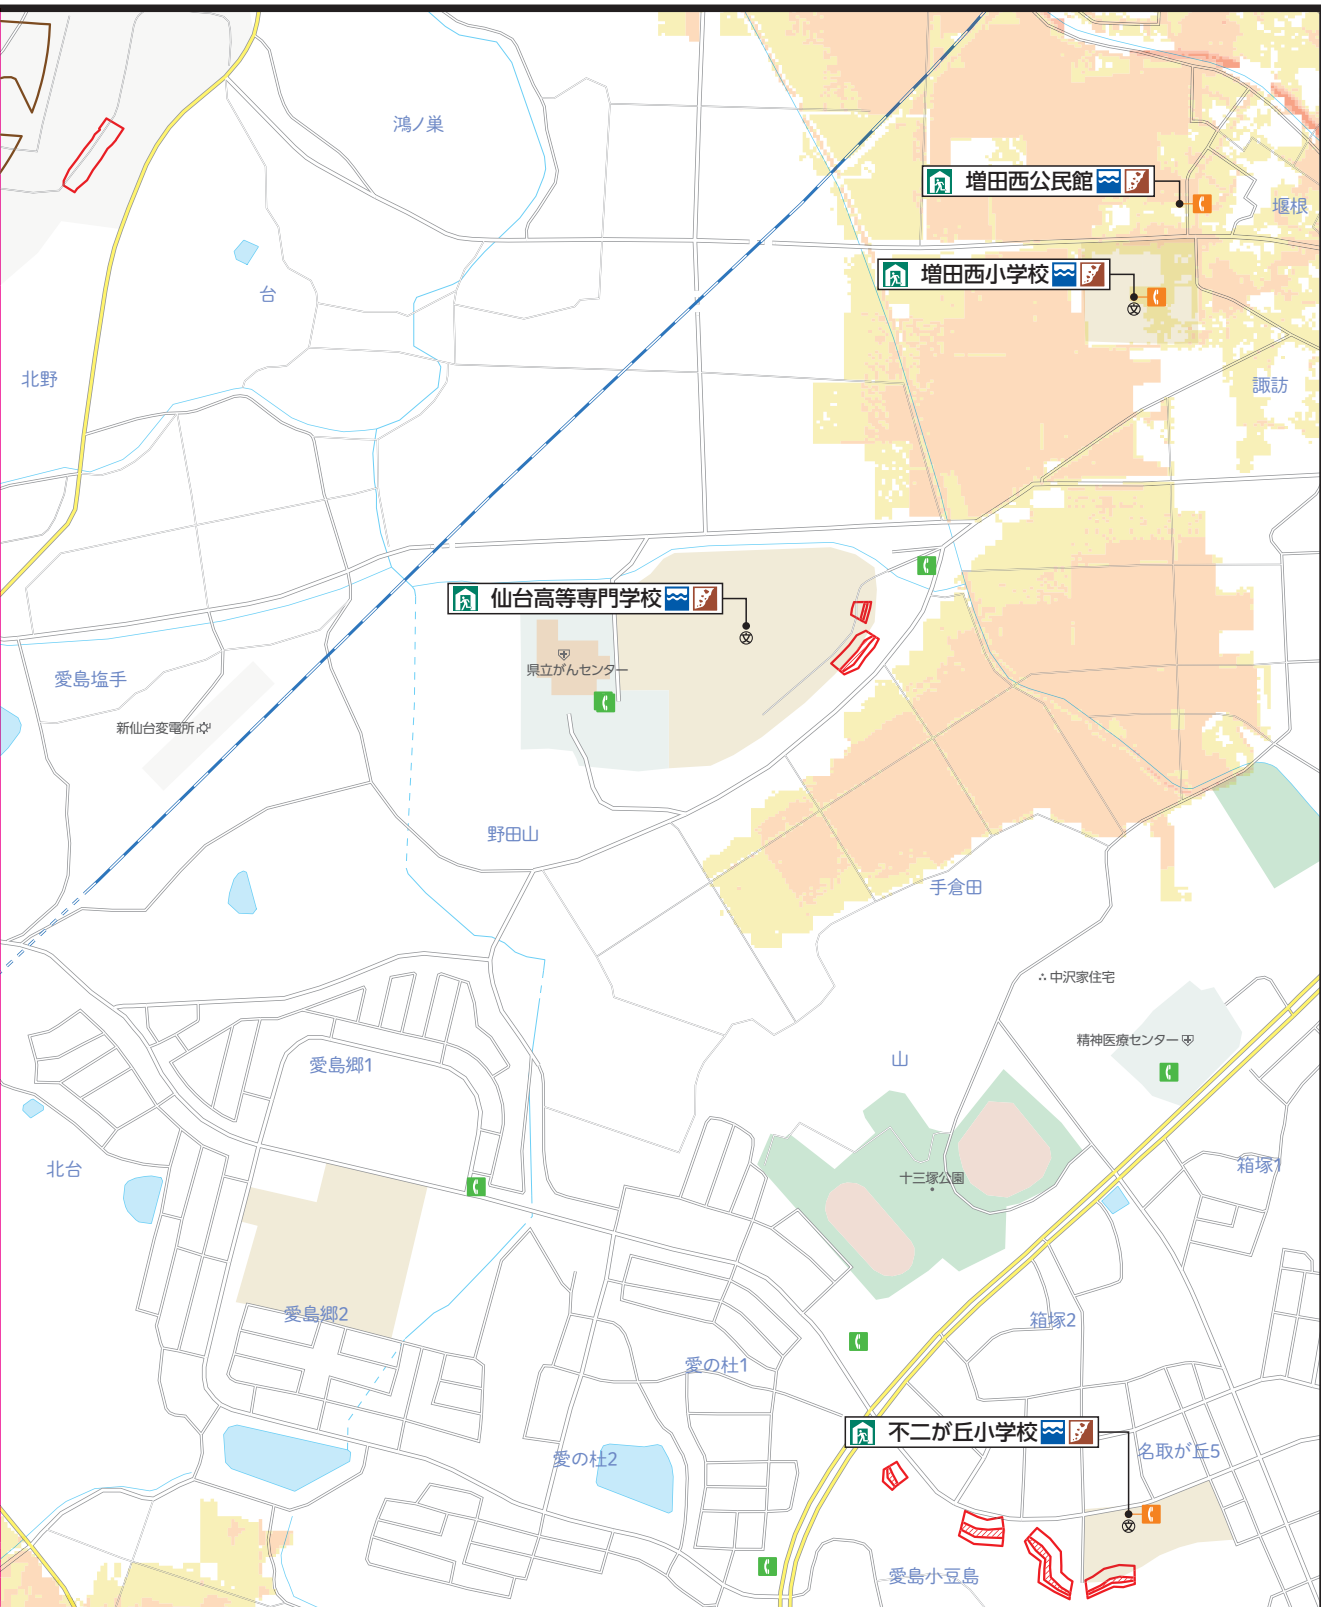 鴻ノ巣
増田西公民館
堰根
増田西小学校
台
北野
諏訪
仙台高等専門学校
県立がんセンター
愛島塩手
新仙台変電所
野田山
手倉田
中沢家住宅
精神医療センター
山
愛島郷1
北台
箱塚1
十三塚公園
愛島郷2
箱塚2
愛の杜1
不二が丘小学校
名取が丘5
愛の杜2
愛島小豆島